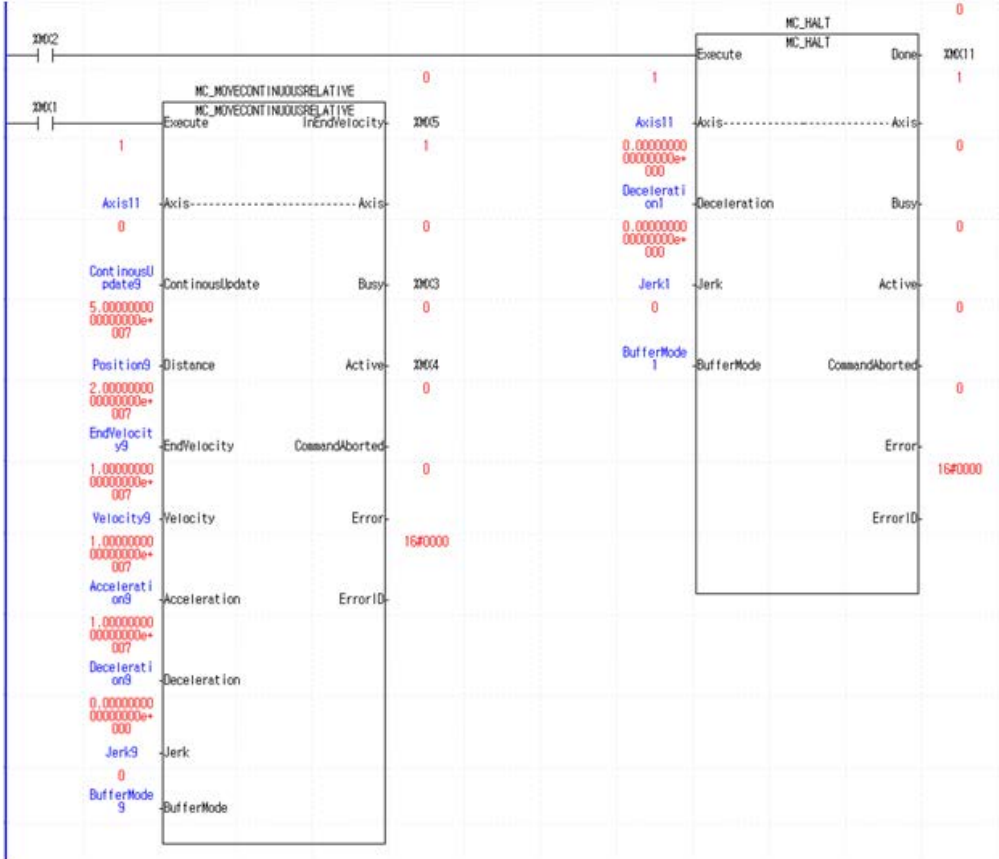 %MX2
%MX1
MC_MOVECONTINUOUSRELATIVE
MC_MOVECONTINUOUSRELATIVE
Execute
InEndVelocity
%MX5
0
1
1
Axis11
Axis
Axis
0
0
ContinousU
pdate9
ContinousUpdate
Busy
%MX3
5.00000000
00000000e+
007
0
Position9
Distance
Active
%MX4
2.00000000
00000000e+
007
0
EndVelocit
y9
EndVelocity
CommandAborted
1.00000000
00000000e+
007
0
Velocity9
Velocity
Error
1.00000000
00000000e+
007
16#0000
Accelerati
on9
Acceleration
ErrorID
1.00000000
00000000e+
007
Decelerati
on9
Deceleration
0.00000000
00000000e+
000
Jerk9
Jerk
0
BufferMode
9
BufferMode
MC_HALT
MC_HALT
0
Execute
Done
%MX11
1
1
Axis11
Axis
Axis
0.00000000
00000000e+
000
0
Decelerati
on1
Deceleration
Busy
0.00000000
00000000e+
000
0
Jerk1
Jerk
Active
0
0
BufferMode
1
BufferMode
CommandAborted
0
Error
16#0000
ErrorID